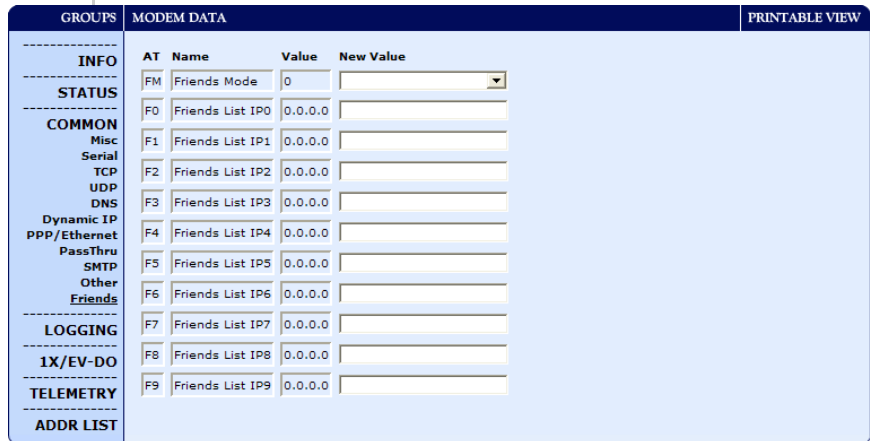 GROUPS MODEM DATA PRINTABLE VIEW
INFO
STATUS
COMMON
Misc
Serial
TCP
UDP
DNS
Dynamic IP
PPP/Ethernet
PassThru
SMTP
Other
Friends
LOGGING
1X/EV-DO
TELEMETRY
ADDR LIST
AT Name Value New Value
FM Friends Mode 0
F0 Friends List IP0 0.0.0.0
F1 Friends List IP1 0.0.0.0
F2 Friends List IP2 0.0.0.0
F3 Friends List IP3 0.0.0.0
F4 Friends List IP4 0.0.0.0
F5 Friends List IP5 0.0.0.0
F6 Friends List IP6 0.0.0.0
F7 Friends List IP7 0.0.0.0
F8 Friends List IP8 0.0.0.0
F9 Friends List IP9 0.0.0.0